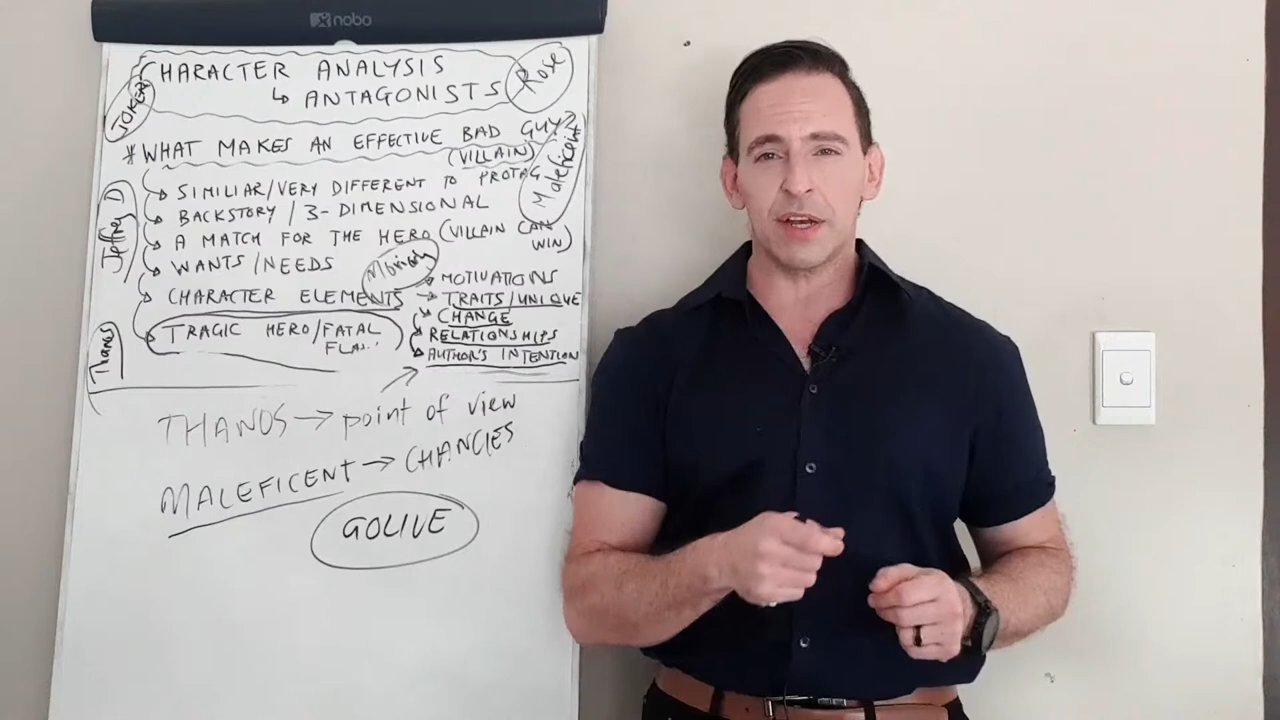 nobo
CHARACTER ANALYSIS
↳ ANTAGONISTS
Rose
JOKER
* WHAT MAKES AN EFFECTIVE BAD GUY
(VILLAIN)
Maleficent
SIMILIAR/VERY DIFFERENT TO PROTAG
BACKSTORY / 3-DIMENSIONAL
A MATCH FOR THE HERO (VILLAIN CAN WIN)
WANTS/NEEDS
Jeffrey D
CHARACTER ELEMENTS → MOTIVATIONS
TRAITS/UNIQUE
CHANGE
RELATIONSHIPS
AUTHOR'S INTENTION
TRAGIC HERO/FATAL
Thanos
THANOS → point of view
MALEFICENT → CHANGES